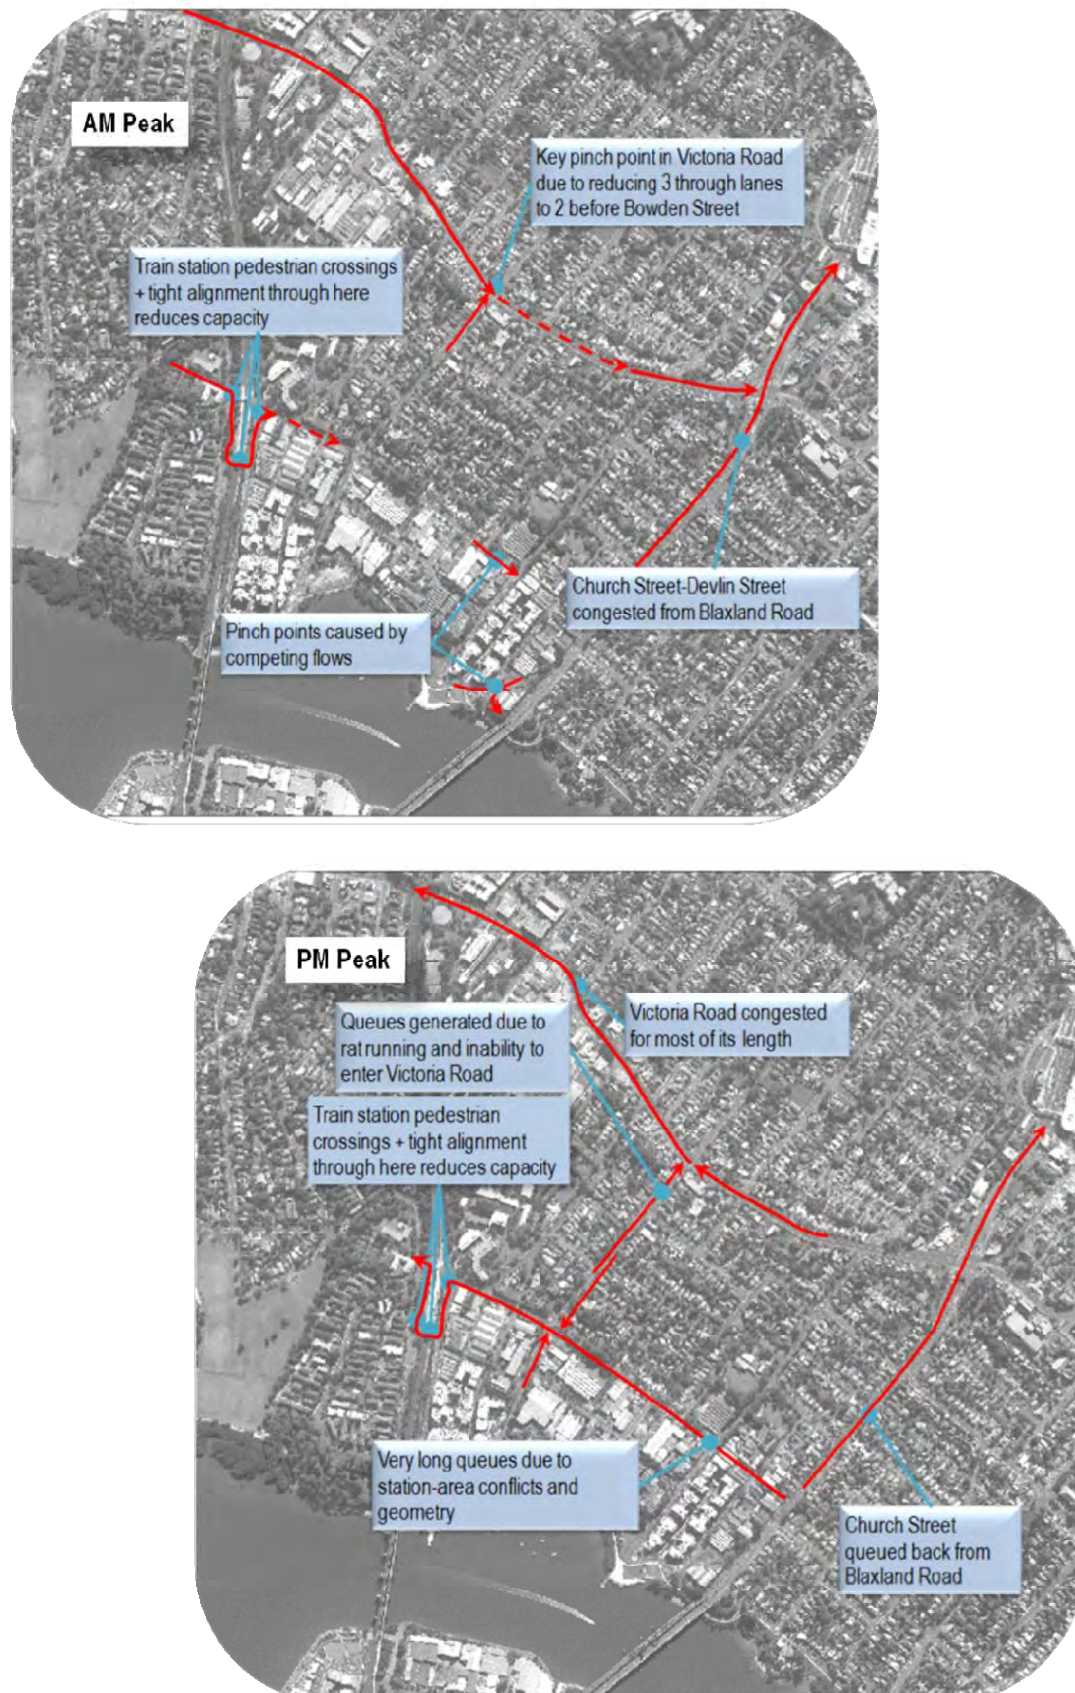 AM Peak
Key pinch point in Victoria Road
due to reducing 3 through lanes
to 2 before Bowden Street
Train station pedestrian crossings
+ tight alignment through here
reduces capacity
Church Street-Devlin Street
congested from Blaxland Road
Pinch points caused by
competing flows
PM Peak
Queues generated due to
rat running and inability to
enter Victoria Road
Victoria Road congested
for most of its length
Train station pedestrian
crossings + tight alignment
through here reduces capacity
Very long queues due to
station-area conflicts and
geometry
Church Street
queued back from
Blaxland Road